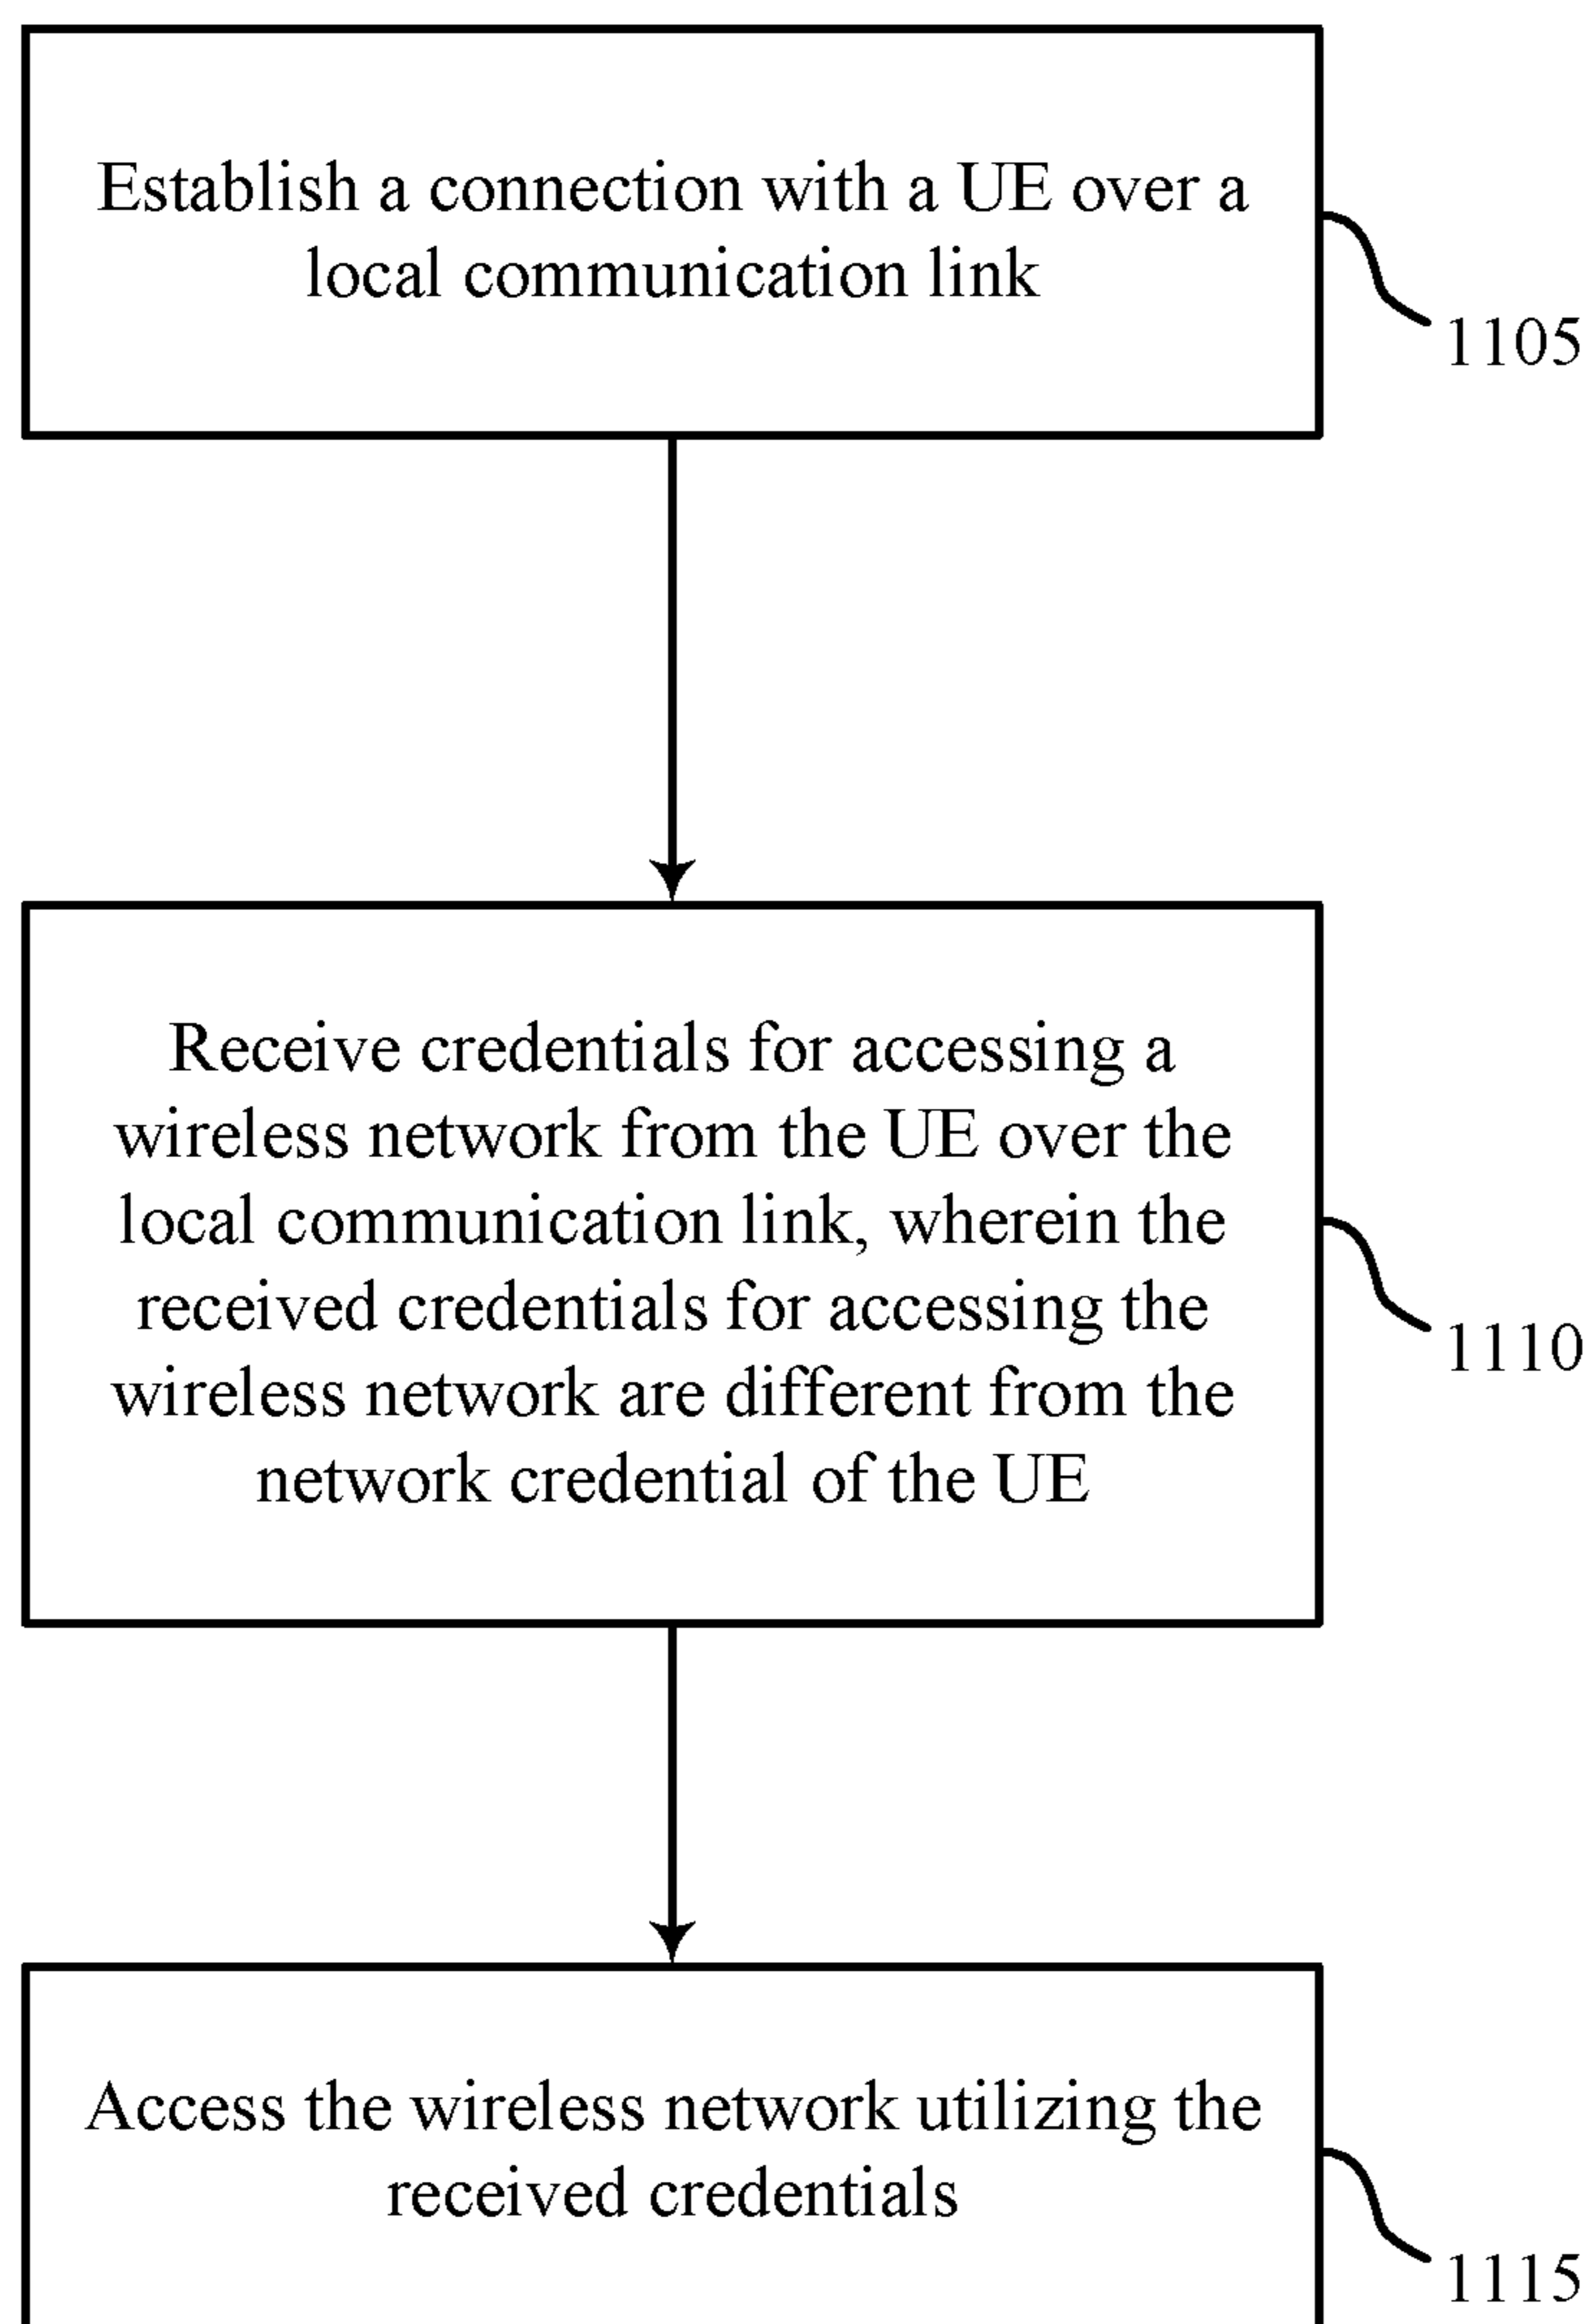 Establish a connection with a UE over a
local communication link
1105
Receive credentials for accessing a
wireless network from the UE over the
local communication link, wherein the
received credentials for accessing the
wireless network are different from the
network credential of the UE
1110
Access the wireless network utilizing the
received credentials
1115